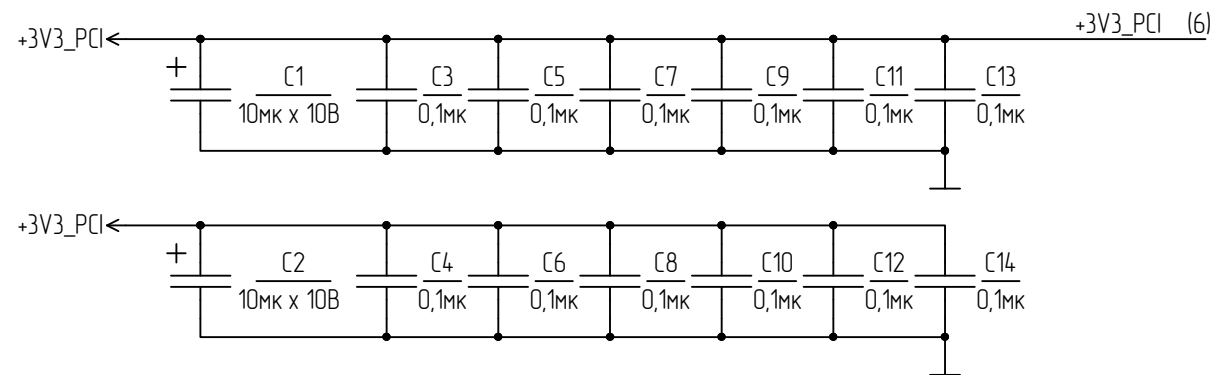 +3V3_PCI (6)
+3V3_PCI
+
C1
10мк x 10В
C3
0,1мк
C5
0,1мк
C7
0,1мк
C9
0,1мк
C11
0,1мк
C13
0,1мк
+3V3_PCI
+
C2
10мк x 10В
C4
0,1мк
C6
0,1мк
C8
0,1мк
C10
0,1мк
C12
0,1мк
C14
0,1мк